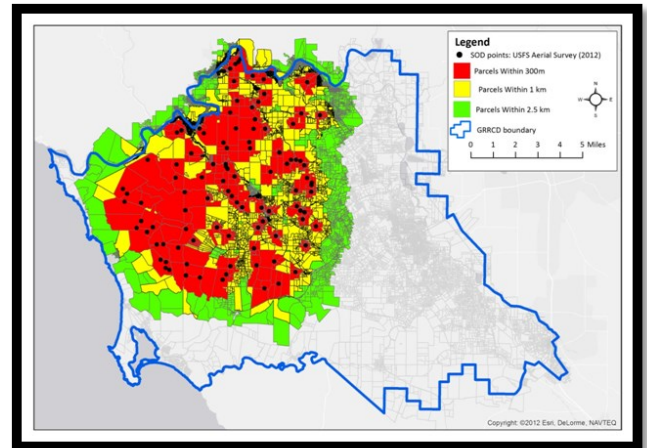 Legend
SOD points: USFS Aerial Survey (2012)
Parcels Within 300m
Parcels Within 1 km
Parcels Within 2.5 km
GRRCD boundary
N
W E
S
0 1 2 3 4 5 Miles
Copyright: ©2012 Esri, DeLorme, NAVTEQ